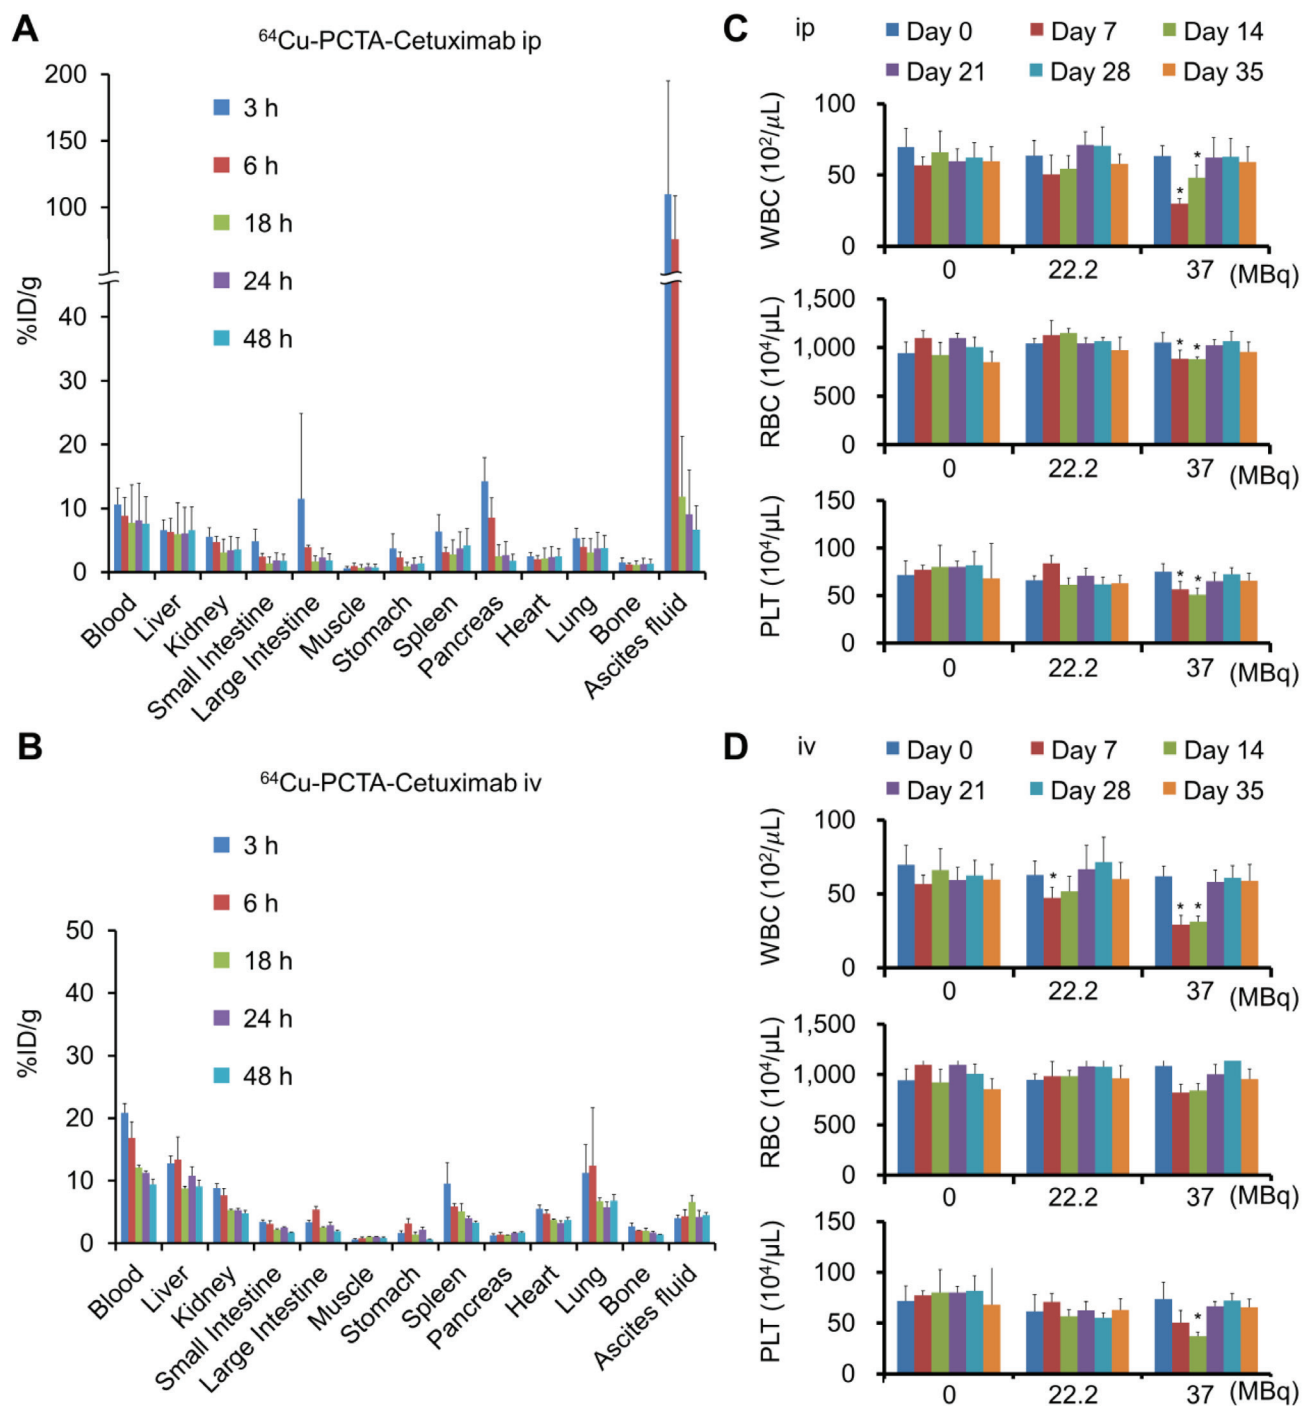 A
⁶⁴Cu-PCTA-Cetuximab ip
200
150
100
40
30
20
10
0
%ID/g
3 h
6 h
18 h
24 h
48 h
Blood
Liver
Kidney
Small Intestine
Large Intestine
Muscle
Stomach
Spleen
Pancreas
Heart
Lung
Bone
Ascites fluid
B
⁶⁴Cu-PCTA-Cetuximab iv
3 h
6 h
18 h
24 h
48 h
50
40
30
20
10
0
%ID/g
Blood
Liver
Kidney
Small Intestine
Large Intestine
Muscle
Stomach
Spleen
Pancreas
Heart
Lung
Bone
Ascites fluid
C ip
Day 0 Day 7 Day 14
Day 21 Day 28 Day 35
WBC (10²/µL)
100
50
0
* *
0 22.2 37 (MBq)
RBC (10⁴/µL)
1,500
1,000
500
0
* *
0 22.2 37 (MBq)
PLT (10⁴/µL)
150
100
50
0
* *
0 22.2 37 (MBq)
D iv
Day 0 Day 7 Day 14
Day 21 Day 28 Day 35
WBC (10²/µL)
100
50
0
* * *
0 22.2 37 (MBq)
RBC (10⁴/µL)
1,500
1,000
500
0
0 22.2 37 (MBq)
PLT (10⁴/µL)
150
100
50
0
*
0 22.2 37 (MBq)